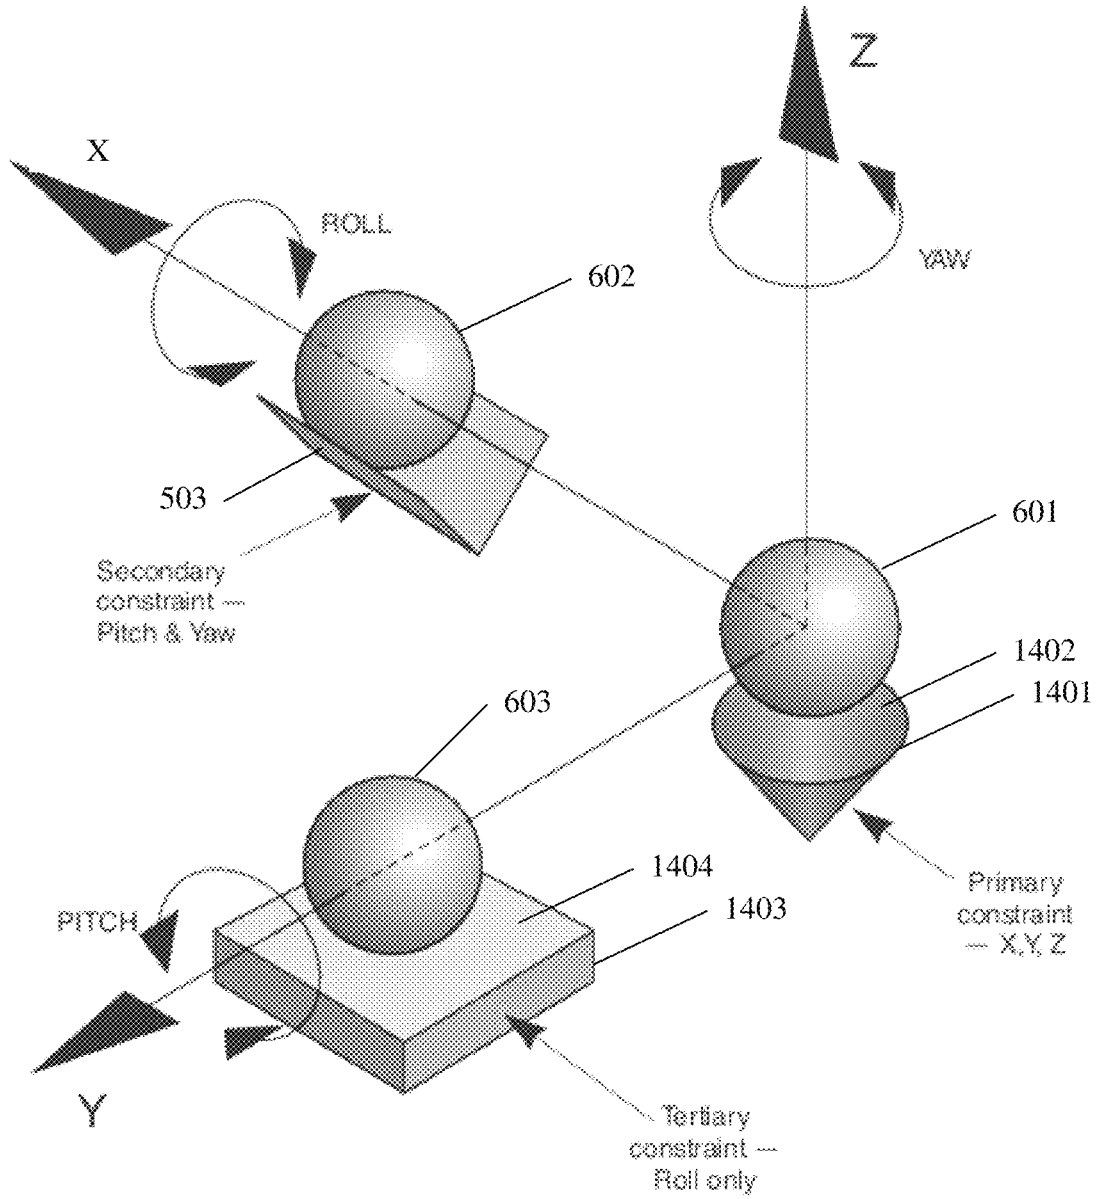 Z
X
ROLL
YAW
602
503
601
Secondary
constraint —
Pitch & Yaw
1402
1401
603
1404
1403
Primary
constraint
— X,Y, Z
PITCH
Y
Tertiary
constraint —
Roll only